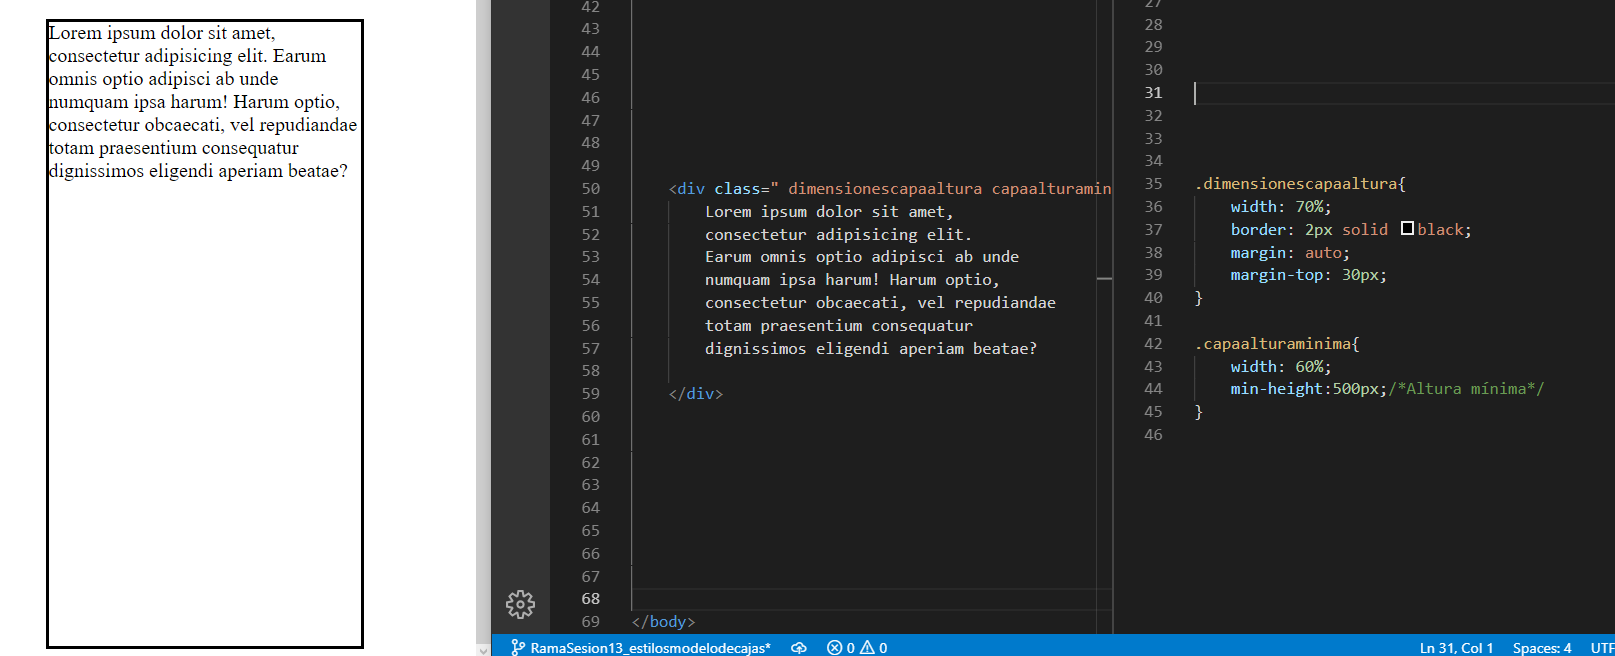 Lorem ipsum dolor sit amet,
consectetur adipisicing elit. Earum
omnis optio adipisci ab unde
numquam ipsa harum! Harum optio,
consectetur obcaecati, vel repudiandae
totam praesentium consequatur
dignissimos eligendi aperiam beatae?
42
43
44
45
46
47
48
49
50 <div class=" dimensionescapaaltura capaalturamin
51 Lorem ipsum dolor sit amet,
52 consectetur adipisicing elit.
53 Earum omnis optio adipisci ab unde
54 numquam ipsa harum! Harum optio,
55 consectetur obcaecati, vel repudiandae
56 totam praesentium consequatur
57 dignissimos eligendi aperiam beatae?
58
59 </div>
60
61
62
63
64
65
66
67
68
69 </body>
27
28
29
30
31
32
33
34
35 .dimensionescapaaltura{
36 width: 70%;
37 border: 2px solid black;
38 margin: auto;
39 margin-top: 30px;
40 }
41
42 .capaalturaminima{
43 width: 60%;
44 min-height:500px;/*Altura mínima*/
45 }
46
RamaSesion13_estilosmodelodecajas* 0 0 Ln 31, Col 1 Spaces: 4 UTF